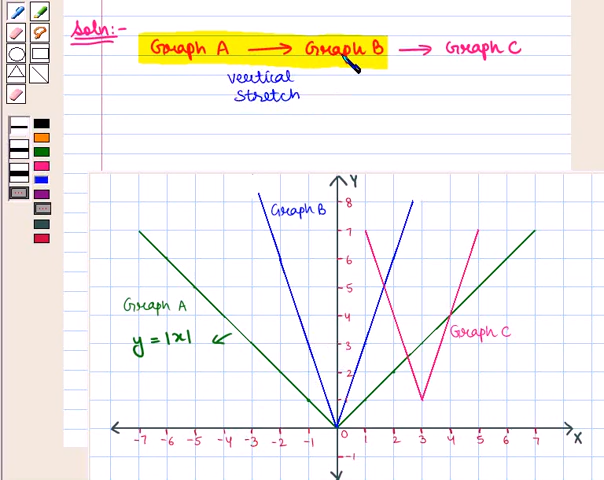 Soln:-
Graph A → Graph B → Graph C
vertical
stretch
Y
8
Graph B
7
6
5
Graph A
4
y = |x|
Graph C
3
2
1
-7 -6 -5 -4 -3 -2 -1 0 1 2 3 4 5 6 7 X
-1